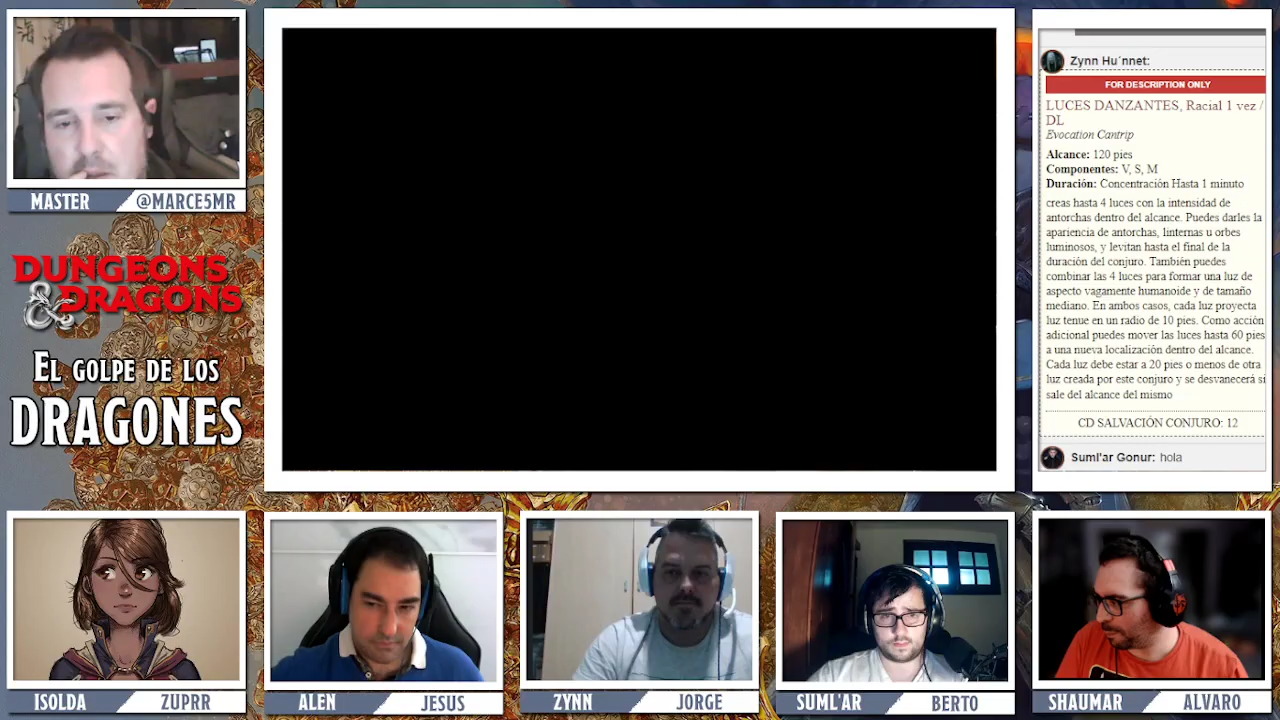 MASTER @MARCE5MR
DUNGEONS
& DRAGONS
EL GOLPE DE LOS
DRAGONES
Zynn Hu´nnet:
FOR DESCRIPTION ONLY
LUCES DANZANTES, Racial 1 vez /
DL
Evocation Cantrip
Alcance: 120 pies
Componentes: V, S, M
Duración: Concentración Hasta 1 minuto
creas hasta 4 luces con la intensidad de
antorchas dentro del alcance. Puedes darles la
apariencia de antorchas, linternas u orbes
luminosos, y levitan hasta el final de la
duración del conjuro. También puedes
combinar las 4 luces para formar una luz de
aspecto vagamente humanoide y de tamaño
mediano. En ambos casos, cada luz proyecta
luz tenue en un radio de 10 pies. Como acción
adicional puedes mover las luces hasta 60 pies
a una nueva localización dentro del alcance.
Cada luz debe estar a 20 pies o menos de otra
luz creada por este conjuro y se desvanecerá si
sale del alcance del mismo
CD SALVACIÓN CONJURO: 12
Suml'ar Gonur: hola
ISOLDA ZUPRR
ALEN JESUS
ZYNN JORGE
SUML'AR BERTO
SHAUMAR ALVARO